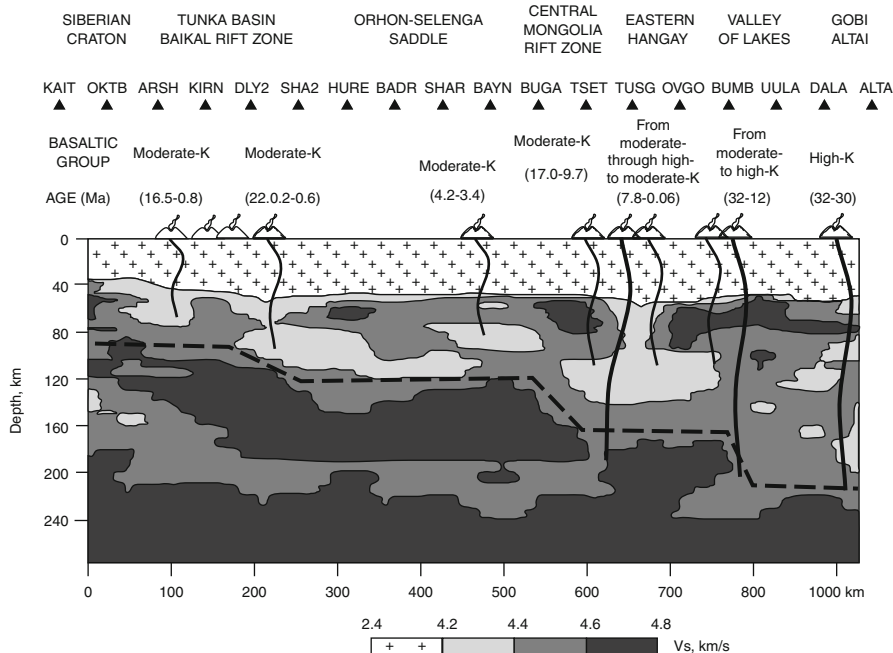 SIBERIAN CRATON
TUNKA BASIN BAIKAL RIFT ZONE
ORHON-SELENGA SADDLE
CENTRAL MONGOLIA RIFT ZONE
EASTERN HANGAY
VALLEY OF LAKES
GOBI ALTAI
KAIT OKTB ARSH KIRN DLY2 SHA2 HURE BADR SHAR BAYN BUGA TSET TUSG OVGO BUMB UULA DALA ALTA
BASALTIC GROUP
Moderate-K
Moderate-K
Moderate-K
Moderate-K
From moderate- through high- to moderate-K
From moderate- to high-K
High-K
AGE (Ma)
(16.5-0.8)
(22.0.2-0.6)
(4.2-3.4)
(17.0-9.7)
(7.8-0.06)
(32-12)
(32-30)
Depth, km
0
40
80
120
160
200
240
0 100 200 300 400 500 600 700 800 1000 km
2.4 4.2 4.4 4.6 4.8
Vs, km/s